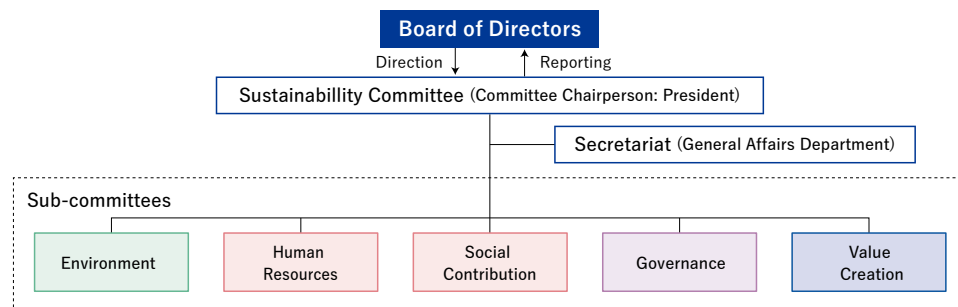 Board of Directors
Direction
Reporting
Sustainabillity Committee (Committee Chairperson: President)
Secretariat (General Affairs Department)
Sub-committees
Environment
Human
Resources
Social
Contribution
Governance
Value
Creation